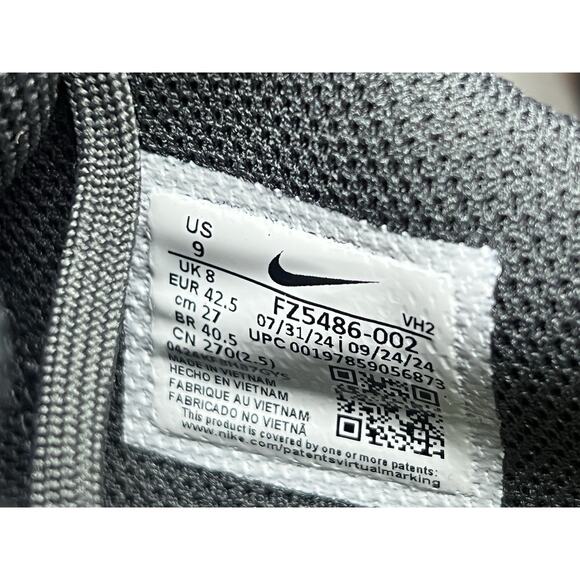 US
9
UK 8
EUR 42.5
cm 27
BR 40.5
CN 270(2.5)
FZ5486-002
VH2
07/31/24 | 09/24/24
UPC 00197859056873
MADE IN VIETNAM
HECHO EN VIETNAM
FABRIQUE AU VIETNAM
FABRICADO NO VIETNÃ
This product is covered by one or more patents:
www.nike.com/patentsvirtualmarking